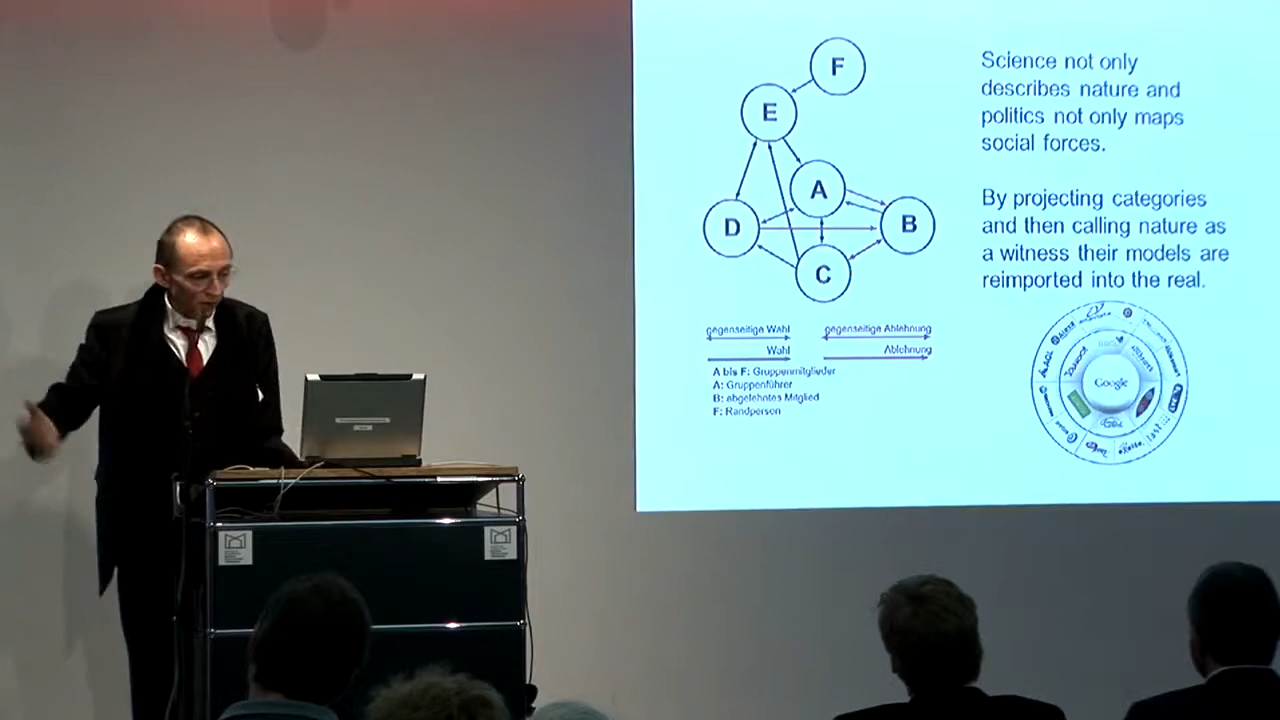 F
E
A
D
B
C
Science not only
describes nature and
politics not only maps
social forces.
By projecting categories
and then calling nature as
a witness their models are
reimported into the real.
gegenseitige Wahl
gegenseitige Ablehnung
Wahl
Ablehnung
A bis F: Gruppenmitglieder
A: Gruppenführer
B: abgelehntes Mitglied
F: Randperson
Google